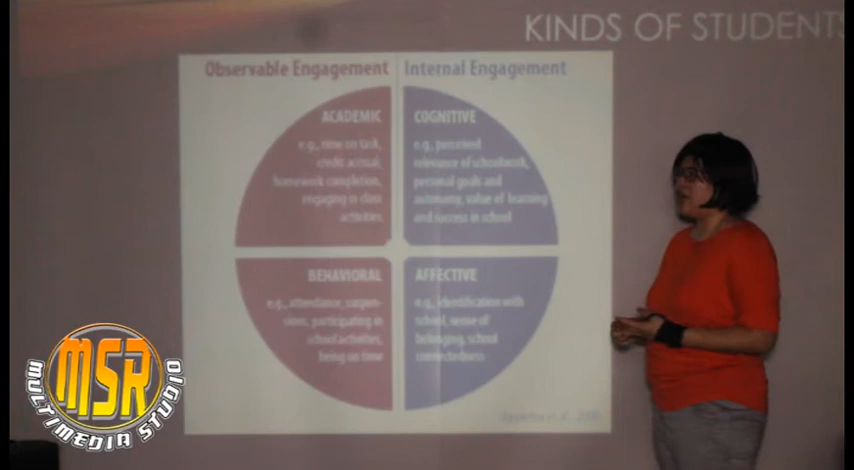 KINDS OF STUDENTS
Observable Engagement
Internal Engagement
ACADEMIC
e.g., time on task,
credit accrual,
homework completion,
engaging in class
activities
COGNITIVE
e.g., perceived
relevance of schoolwork,
personal goals and
autonomy, value of learning
and success in school
BEHAVIORAL
e.g., attendance, suspen-
sions, participating in
school activities,
being on time
AFFECTIVE
e.g., identification with
school, sense of
belonging, school
connectedness
MSR
MULTIMEDIA STUDIO